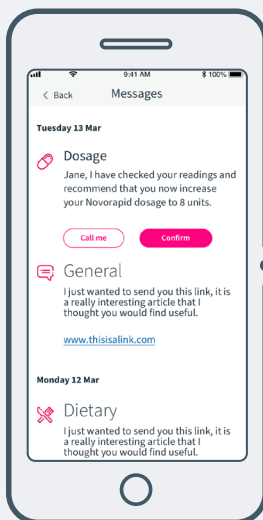 9:41 AM
100%
Back
Messages
Tuesday 13 Mar
Dosage
Jane, I have checked your readings and
recommend that you now increase
your Novorapid dosage to 8 units.
Call me
Confirm
General
I just wanted to send you this link, it is
a really interesting article that I
thought you would find useful.
www.thisisalink.com
Monday 12 Mar
Dietary
I just wanted to send you this link, it is
a really interesting article that I
thought you would find useful.